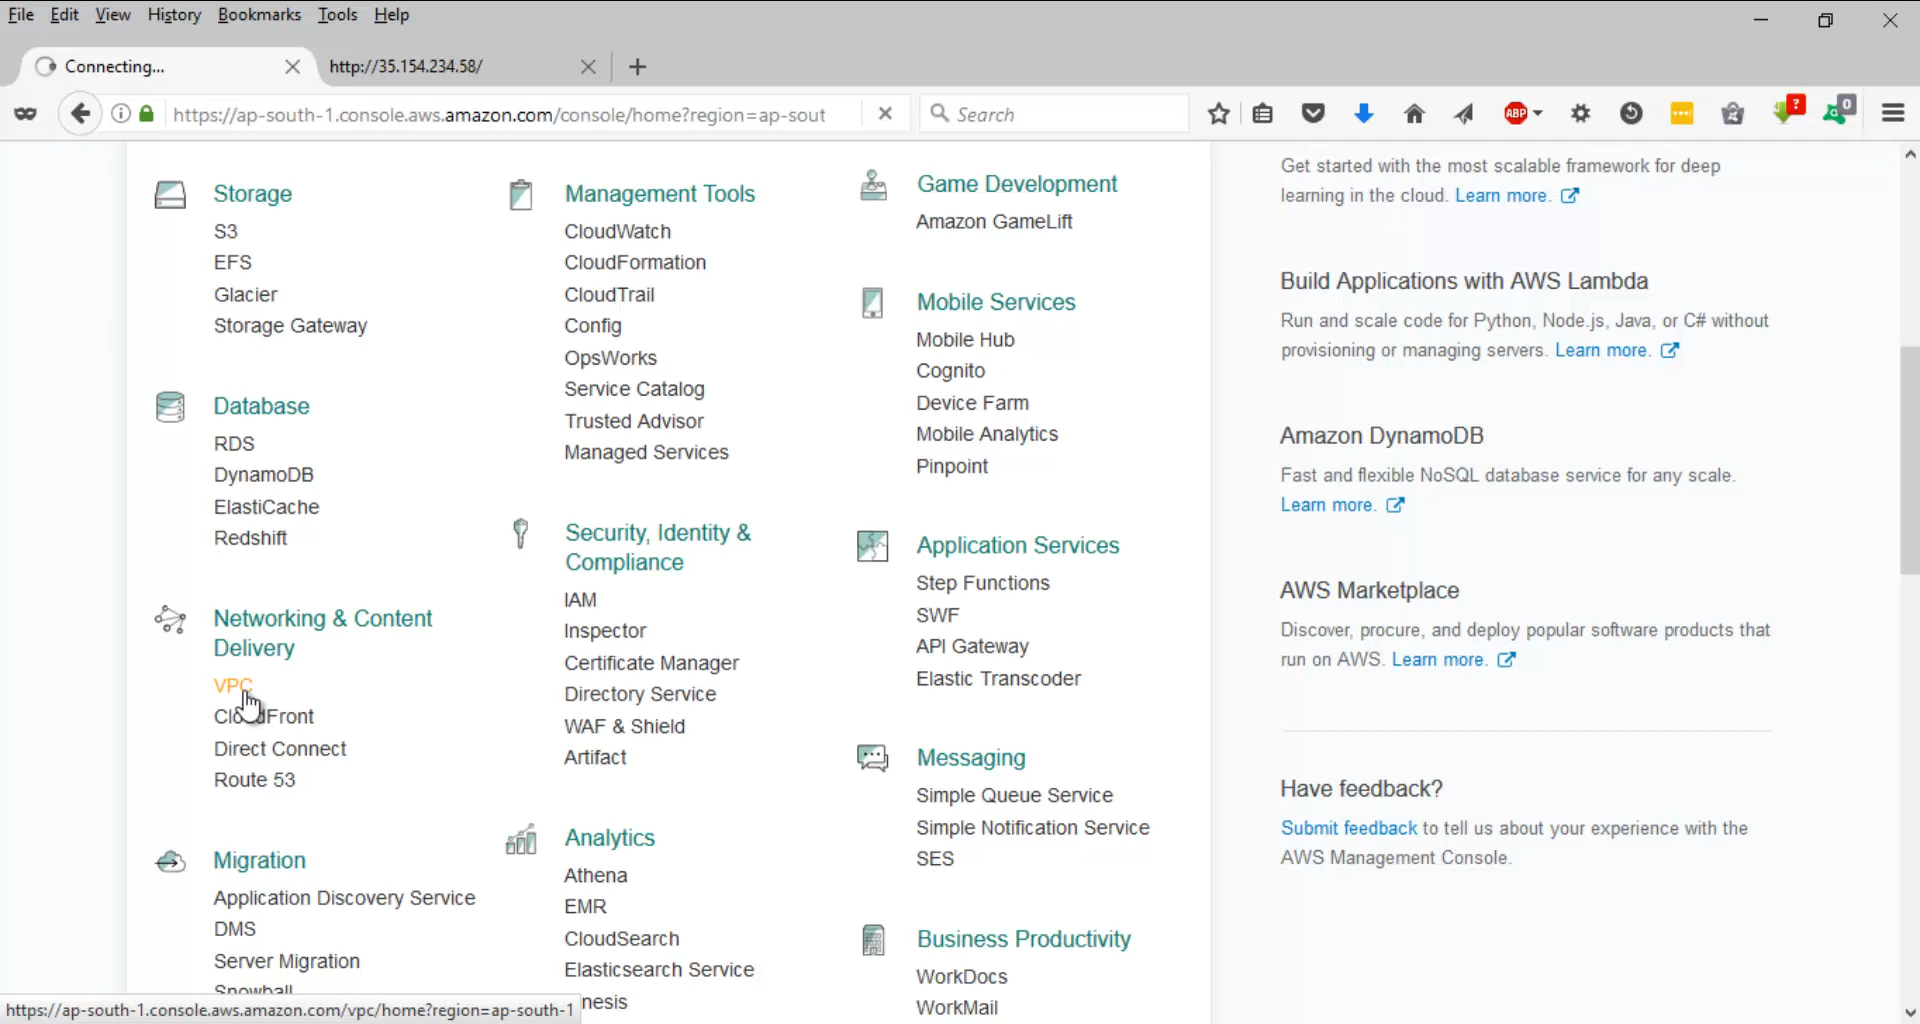 File Edit View History Bookmarks Tools Help
Connecting...
http://35.154.234.58/
https://ap-south-1.console.aws.amazon.com/console/home?region=ap-sout
Search
ABP
?
0
Storage
S3
EFS
Glacier
Storage Gateway
Database
RDS
DynamoDB
ElastiCache
Redshift
Networking & Content
Delivery
VPC
CloudFront
Direct Connect
Route 53
Migration
Application Discovery Service
DMS
Server Migration
Snowball
Management Tools
CloudWatch
CloudFormation
CloudTrail
Config
OpsWorks
Service Catalog
Trusted Advisor
Managed Services
Security, Identity &
Compliance
IAM
Inspector
Certificate Manager
Directory Service
WAF & Shield
Artifact
Analytics
Athena
EMR
CloudSearch
Elasticsearch Service
nesis
Game Development
Amazon GameLift
Mobile Services
Mobile Hub
Cognito
Device Farm
Mobile Analytics
Pinpoint
Application Services
Step Functions
SWF
API Gateway
Elastic Transcoder
Messaging
Simple Queue Service
Simple Notification Service
SES
Business Productivity
WorkDocs
WorkMail
Get started with the most scalable framework for deep
learning in the cloud. Learn more.
Build Applications with AWS Lambda
Run and scale code for Python, Node.js, Java, or C# without
provisioning or managing servers. Learn more.
Amazon DynamoDB
Fast and flexible NoSQL database service for any scale.
Learn more.
AWS Marketplace
Discover, procure, and deploy popular software products that
run on AWS. Learn more.
Have feedback?
Submit feedback to tell us about your experience with the
AWS Management Console.
https://ap-south-1.console.aws.amazon.com/vpc/home?region=ap-south-1